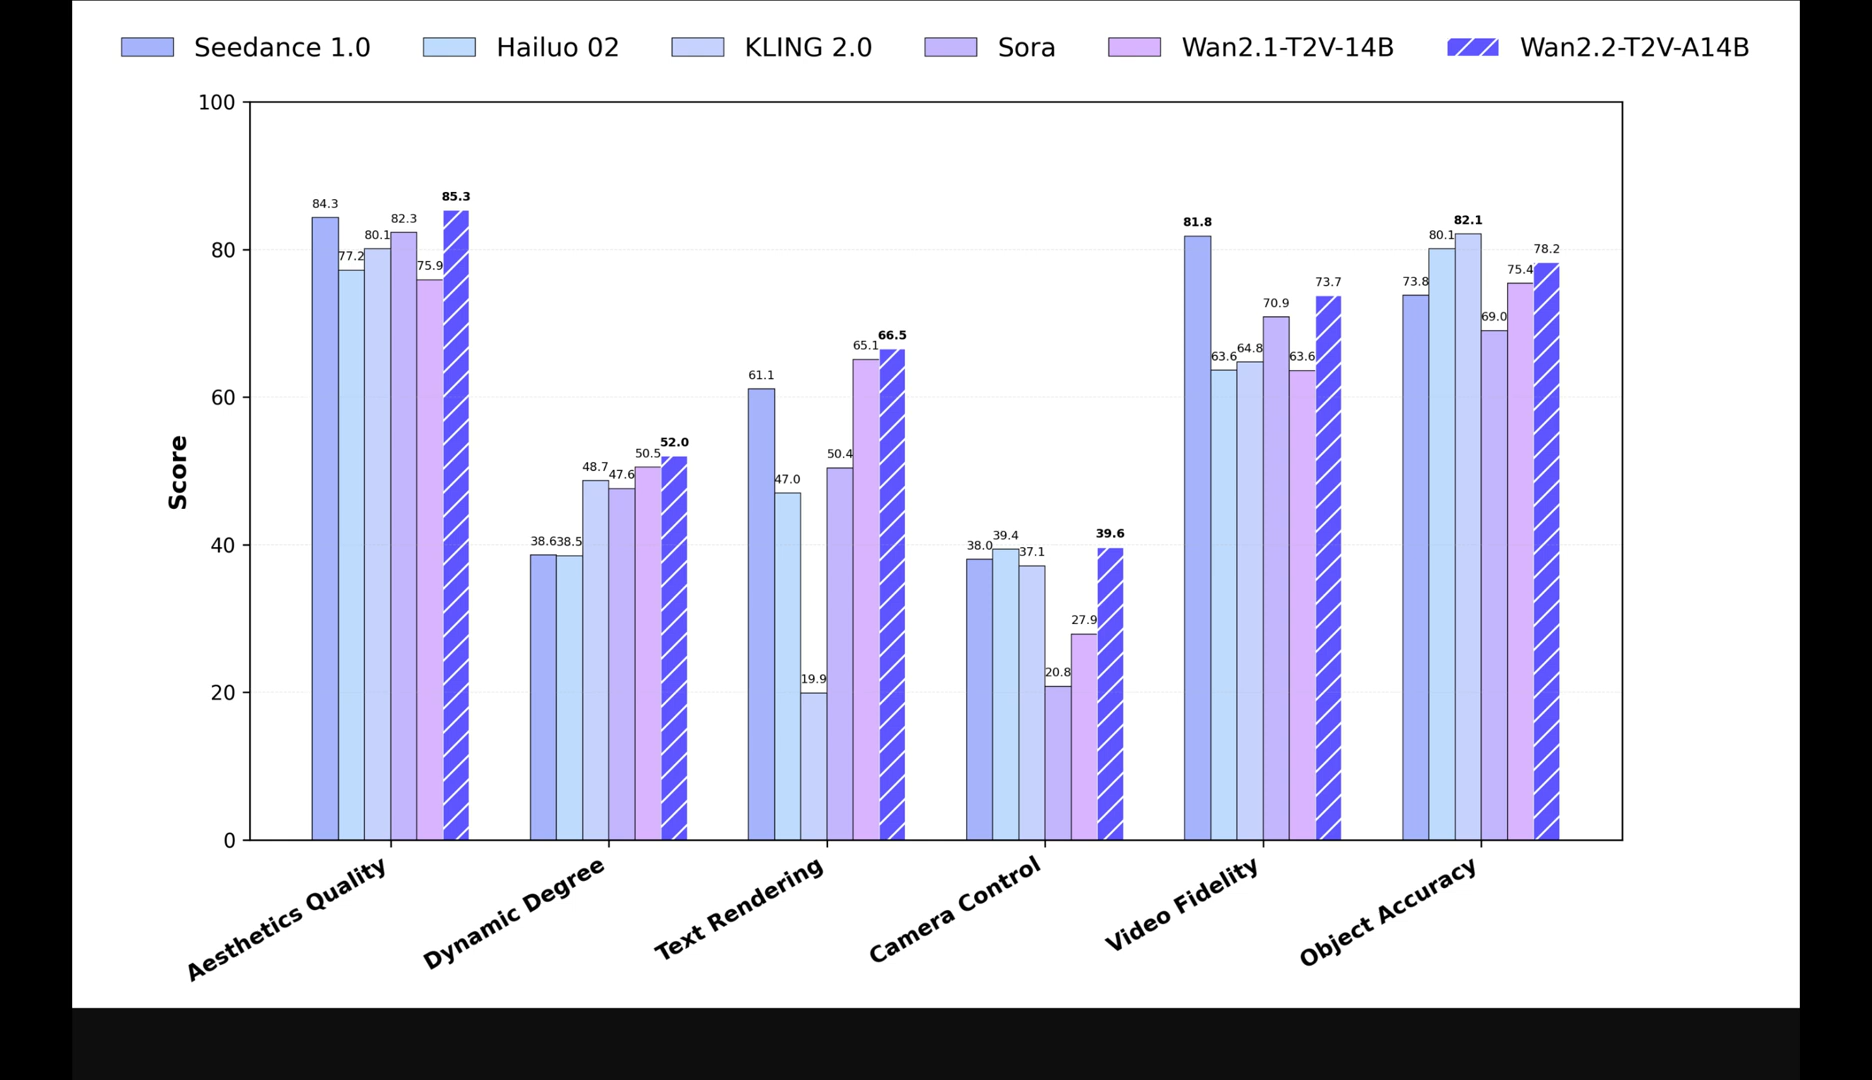 Seedance 1.0 Hailuo 02 KLING 2.0 Sora Wan2.1-T2V-14B Wan2.2-T2V-A14B
100
80
60
40
20
0
Score
84.3 77.2 80.1 82.3 75.9 85.3
38.6 38.5 48.7 47.6 50.5 52.0
61.1 47.0 19.9 50.4 65.1 66.5
38.0 39.4 37.1 20.8 27.9 39.6
81.8 63.6 64.8 70.9 63.6 73.7
73.8 80.1 82.1 69.0 75.4 78.2
Aesthetics Quality
Dynamic Degree
Text Rendering
Camera Control
Video Fidelity
Object Accuracy